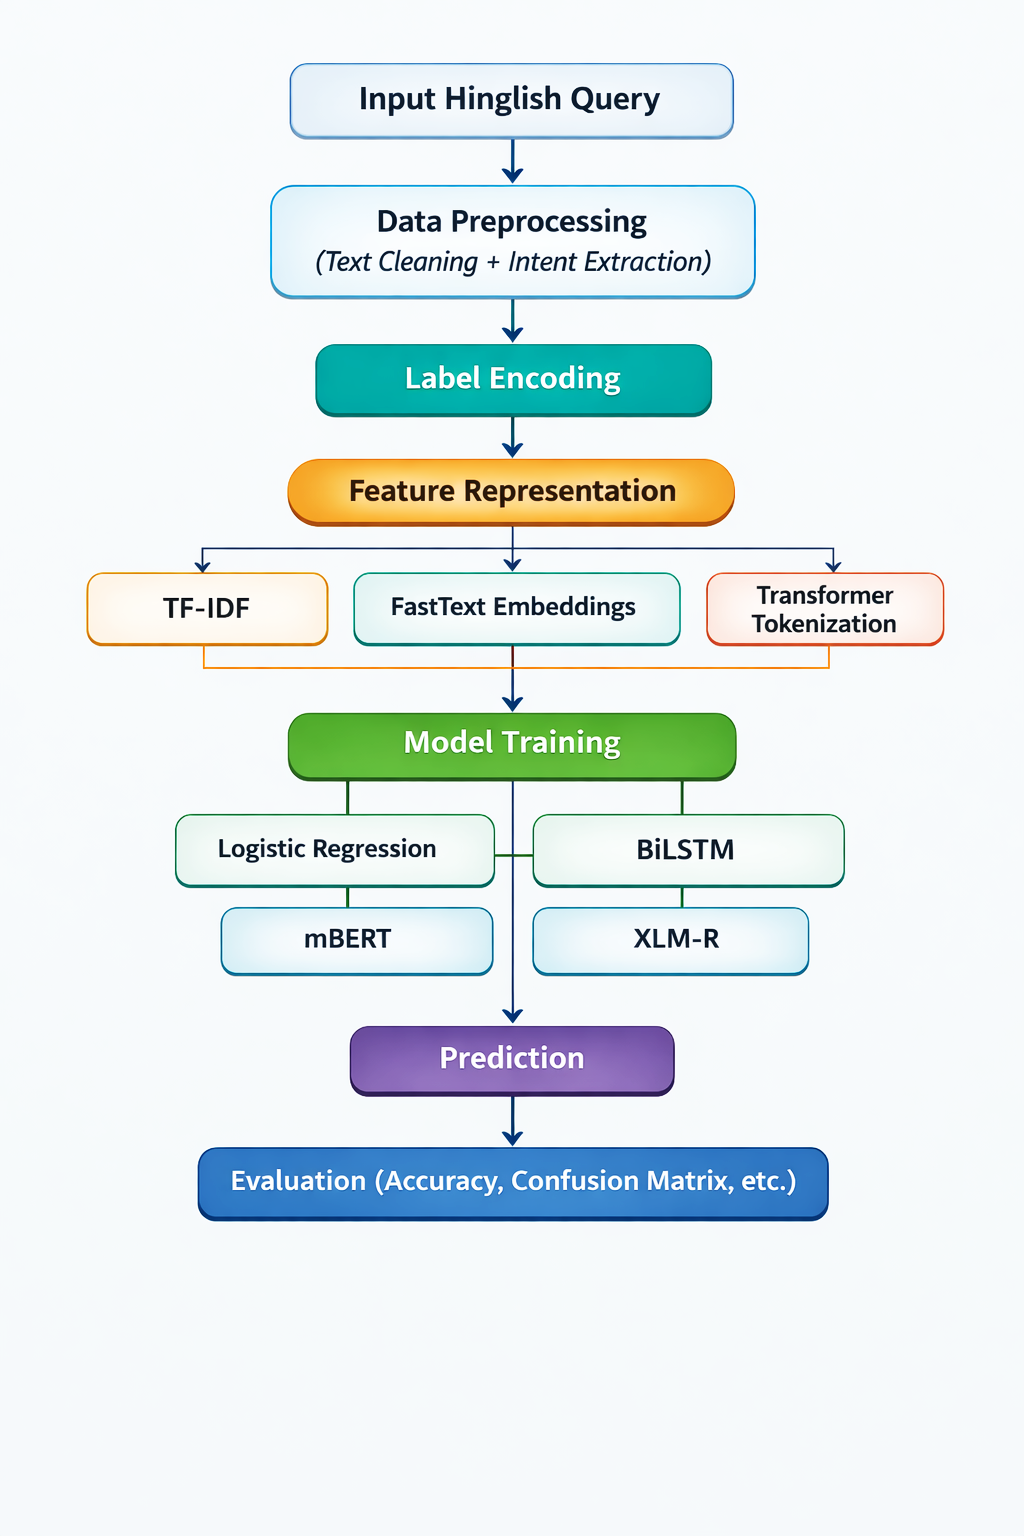 Input Hinglish Query
Data Preprocessing
(Text Cleaning + Intent Extraction)
Label Encoding
Feature Representation
TF-IDF
FastText Embeddings
Transformer
Tokenization
Model Training
Logistic Regression
BiLSTM
mBERT
XLM-R
Prediction
Evaluation (Accuracy, Confusion Matrix, etc.)